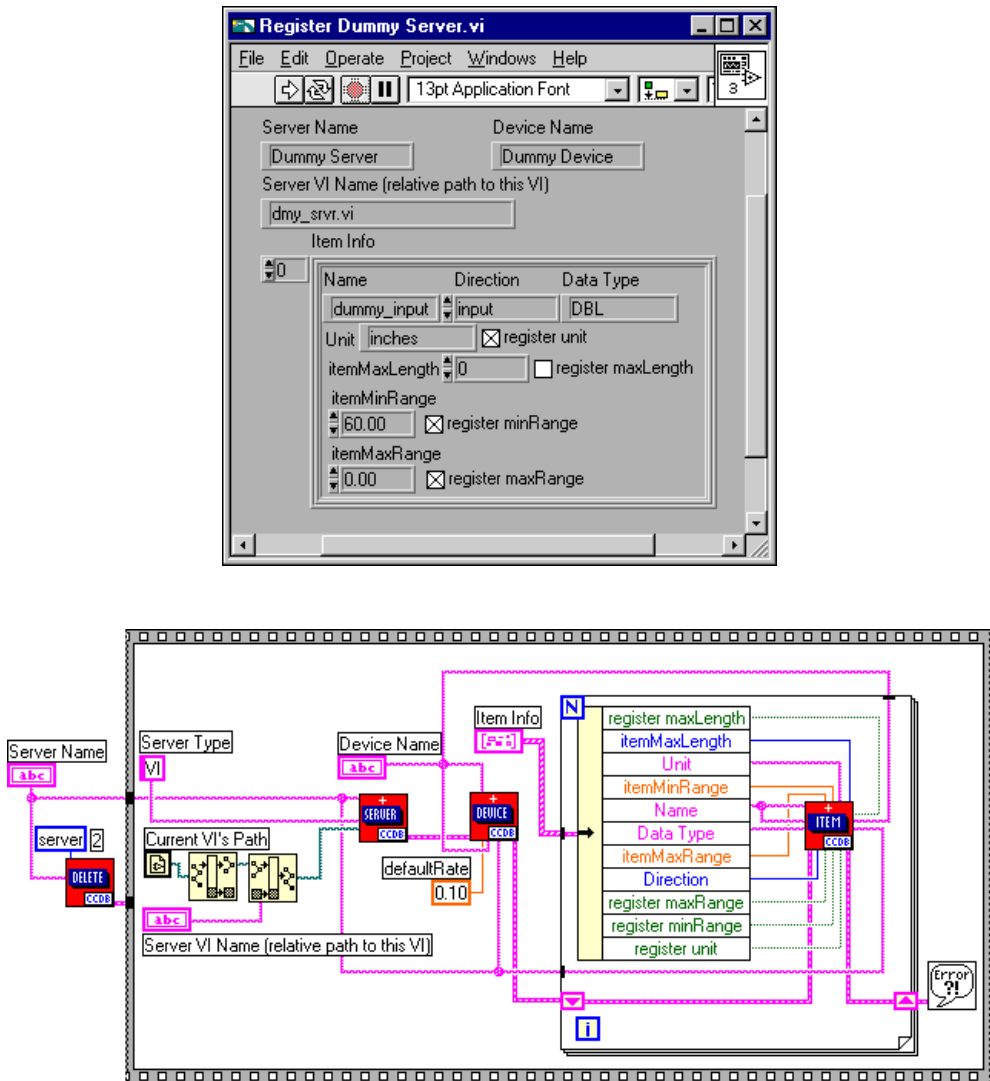 Register Dummy Server.vi
File Edit Operate Project Windows Help
13pt Application Font
3
Server Name Device Name
Dummy Server Dummy Device
Server VI Name (relative path to this VI)
dmy_srvr.vi
Item Info
0
Name Direction Data Type
dummy_input input DBL
Unit inches register unit
itemMaxLength 0 register maxLength
itemMinRange
60.00 register minRange
itemMaxRange
0.00 register maxRange
Server Name
abc
server 2
DELETE
CCDB
Server Type
VI
Current VI's Path
abc
Server VI Name (relative path to this VI)
SERVER
CCDB
Device Name
abc
DEVICE
CCDB
defaultRate
0.10
Item Info
N
register maxLength
itemMaxLength
Unit
itemMinRange
Name
Data Type
itemMaxRange
Direction
register maxRange
register minRange
register unit
ITEM
CCDB
i
Error
?!